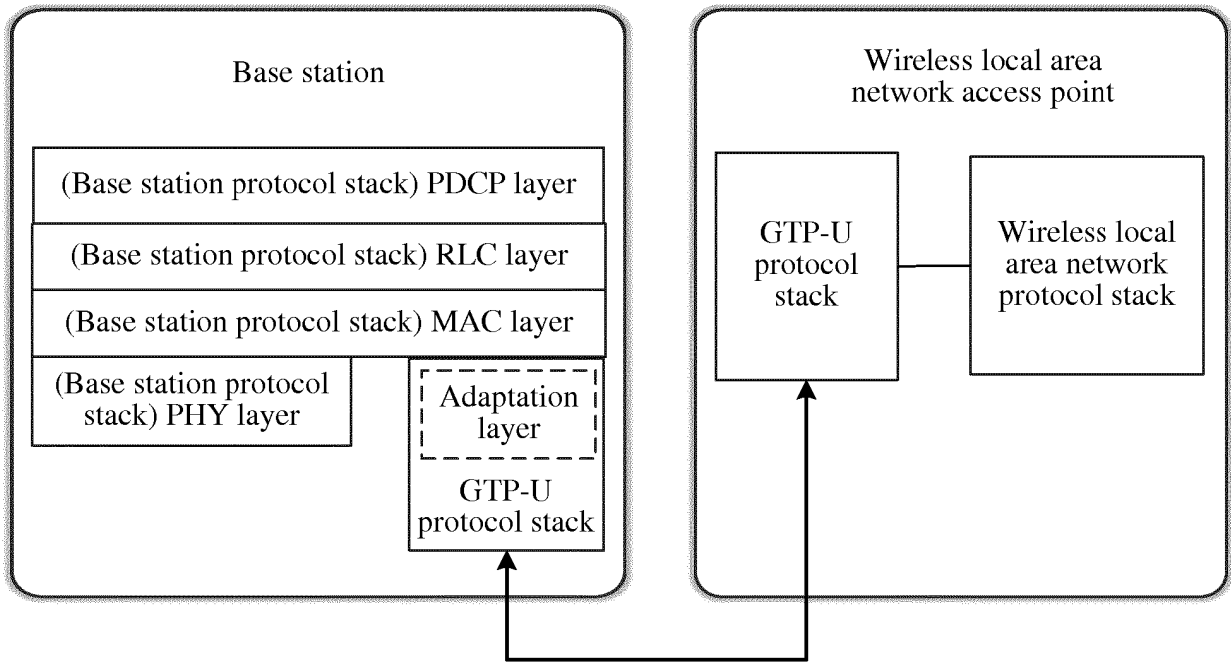 Base station
(Base station protocol stack) PDCP layer
(Base station protocol stack) RLC layer
(Base station protocol stack) MAC layer
(Base station protocol
stack) PHY layer
Adaptation
layer
GTP-U
protocol stack
Wireless local area
network access point
GTP-U
protocol
stack
Wireless local
area network
protocol stack